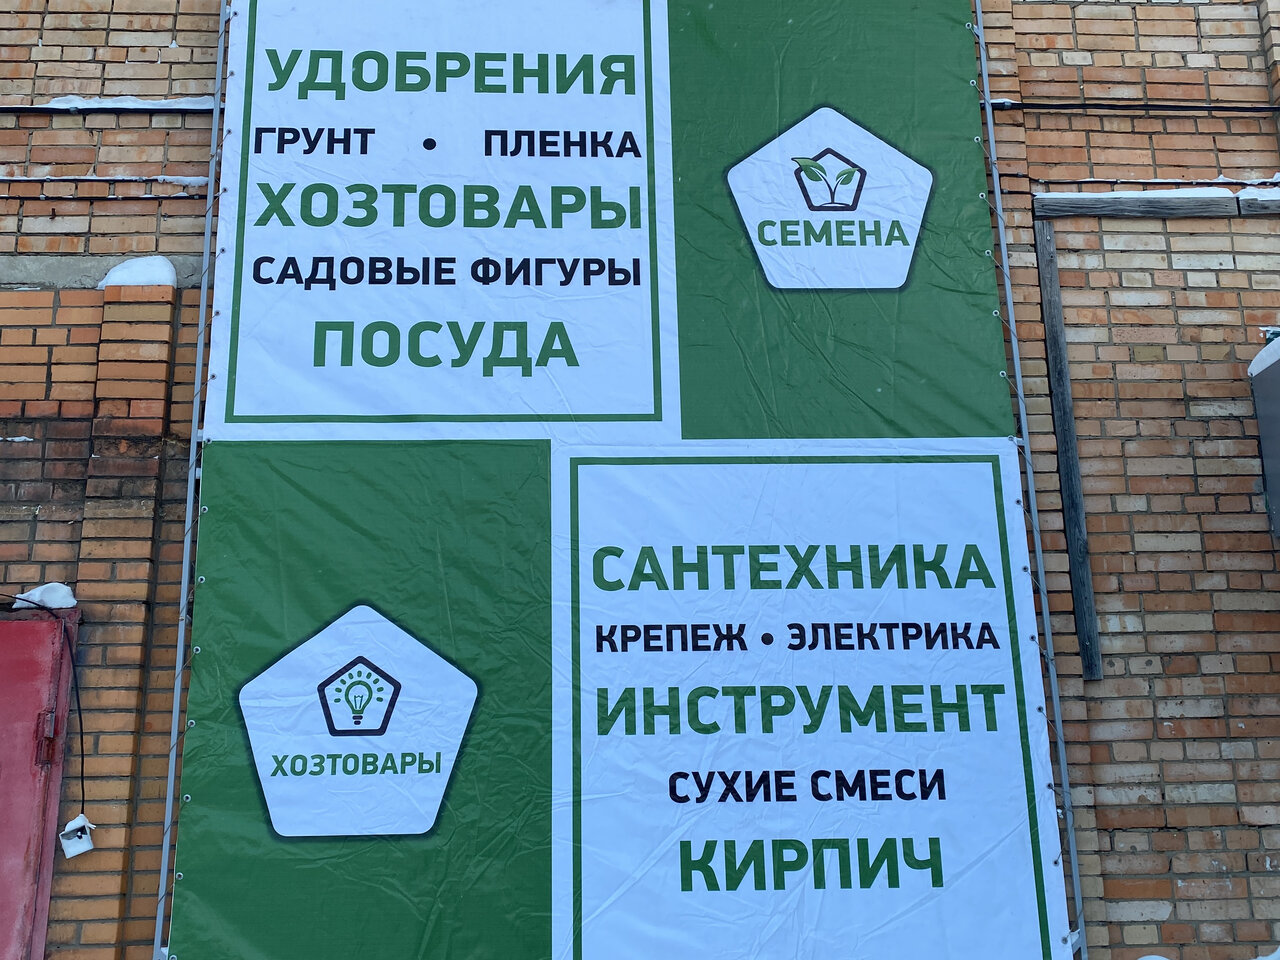 УДОБРЕНИЯ
ГРУНТ • ПЛЕНКА
ХОЗТОВАРЫ
САДОВЫЕ ФИГУРЫ
ПОСУДА
СЕМЕНА
ХОЗТОВАРЫ
САНТЕХНИКА
КРЕПЕЖ • ЭЛЕКТРИКА
ИНСТРУМЕНТ
СУХИЕ СМЕСИ
КИРПИЧ